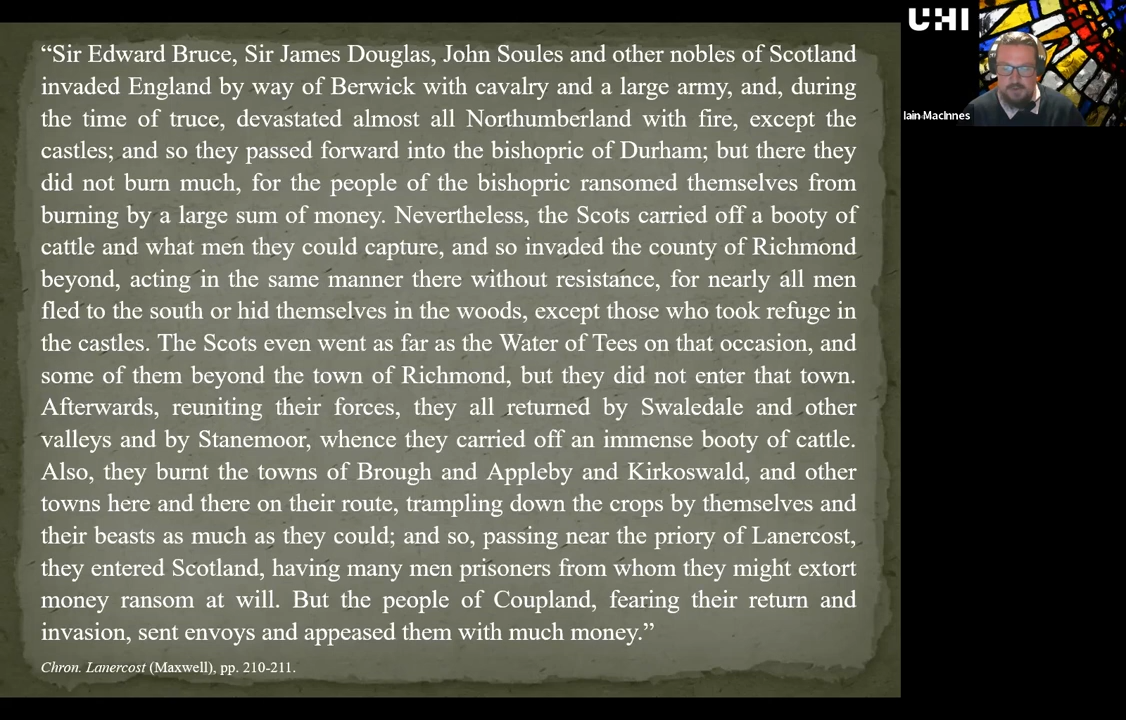 “Sir Edward Bruce, Sir James Douglas, John Soules and other nobles of Scotland
invaded England by way of Berwick with cavalry and a large army, and, during
the time of truce, devastated almost all Northumberland with fire, except the
castles; and so they passed forward into the bishopric of Durham; but there they
did not burn much, for the people of the bishopric ransomed themselves from
burning by a large sum of money. Nevertheless, the Scots carried off a booty of
cattle and what men they could capture, and so invaded the county of Richmond
beyond, acting in the same manner there without resistance, for nearly all men
fled to the south or hid themselves in the woods, except those who took refuge in
the castles. The Scots even went as far as the Water of Tees on that occasion, and
some of them beyond the town of Richmond, but they did not enter that town.
Afterwards, reuniting their forces, they all returned by Swaledale and other
valleys and by Stanemoor, whence they carried off an immense booty of cattle.
Also, they burnt the towns of Brough and Appleby and Kirkoswald, and other
towns here and there on their route, trampling down the crops by themselves and
their beasts as much as they could; and so, passing near the priory of Lanercost,
they entered Scotland, having many men prisoners from whom they might extort
money ransom at will. But the people of Coupland, fearing their return and
invasion, sent envoys and appeased them with much money.”
Chron. Lanercost (Maxwell), pp. 210-211.
UHI
Iain MacInnes